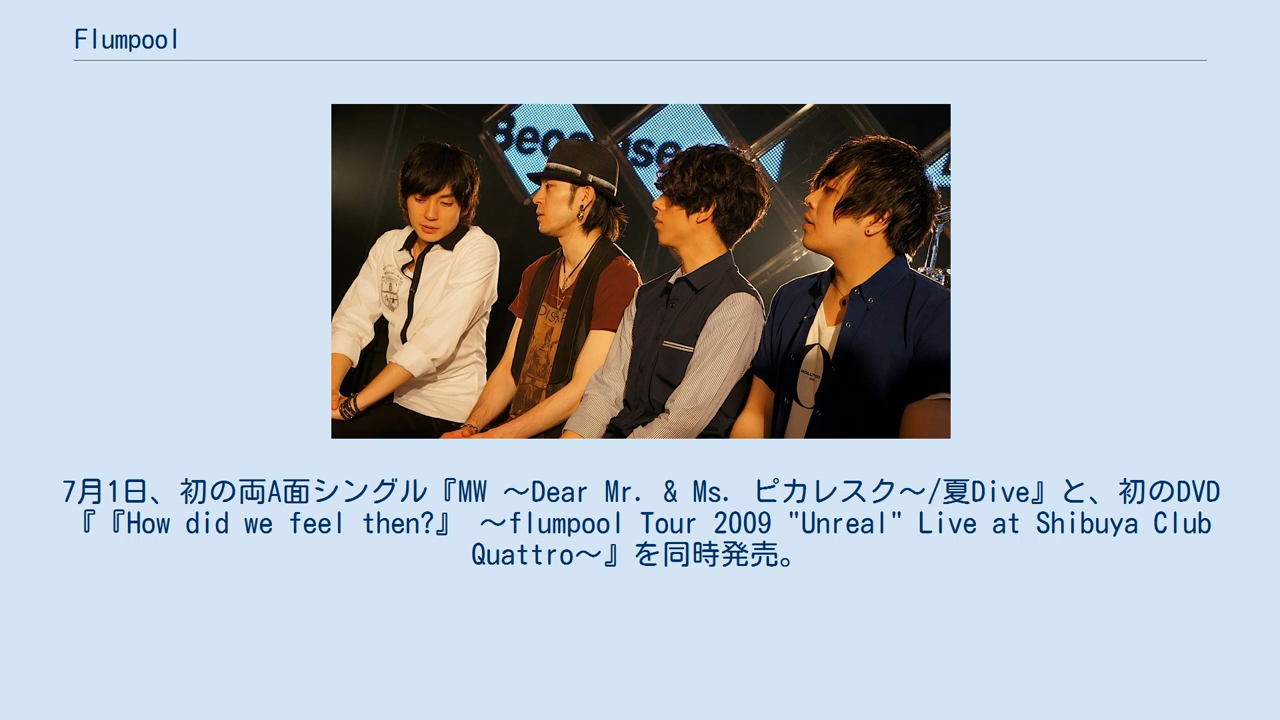 Flumpool
Because
7月1日、初の両A面シングル『MW ～Dear Mr. & Ms. ピカレスク～/夏Dive』と、初のDVD
『『How did we feel then?』 ～flumpool Tour 2009 "Unreal" Live at Shibuya Club
Quattro～』を同時発売。